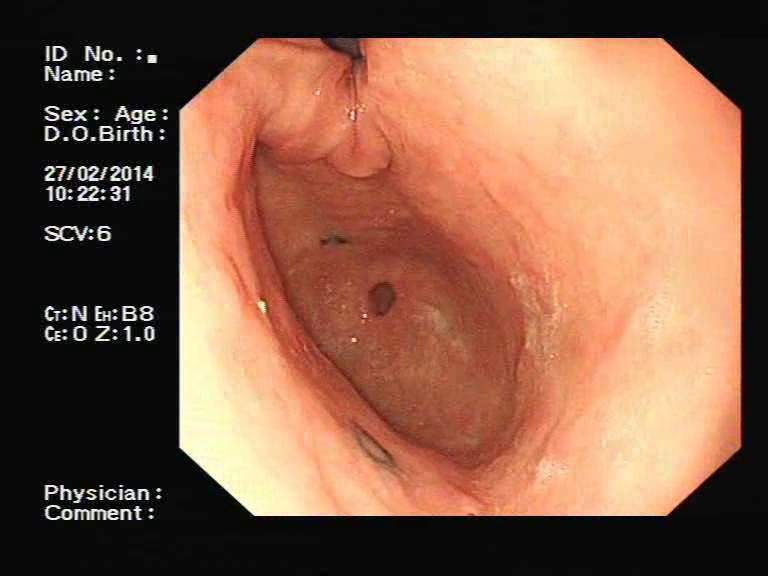 ID No. :
Name:
Sex: Age:
D.O.Birth:
27/02/2014
10:22:31
SCV:6
CT:N EH:B8
CE:0 Z:1.0
Physician:
Comment: